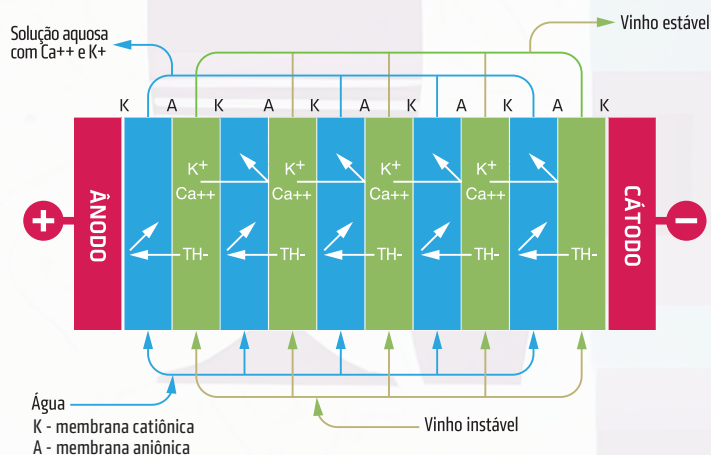 Solução aquosa
com Ca++ e K+
Vinho estável
K A K A K A K A K A K
+ ÂNODO
K+ K+ K+ K+
Ca++ Ca++ Ca++ Ca++
TH- TH- TH- TH- TH-
CÁTODO −
Água
Vinho instável
K - membrana catiônica
A - membrana aniônica